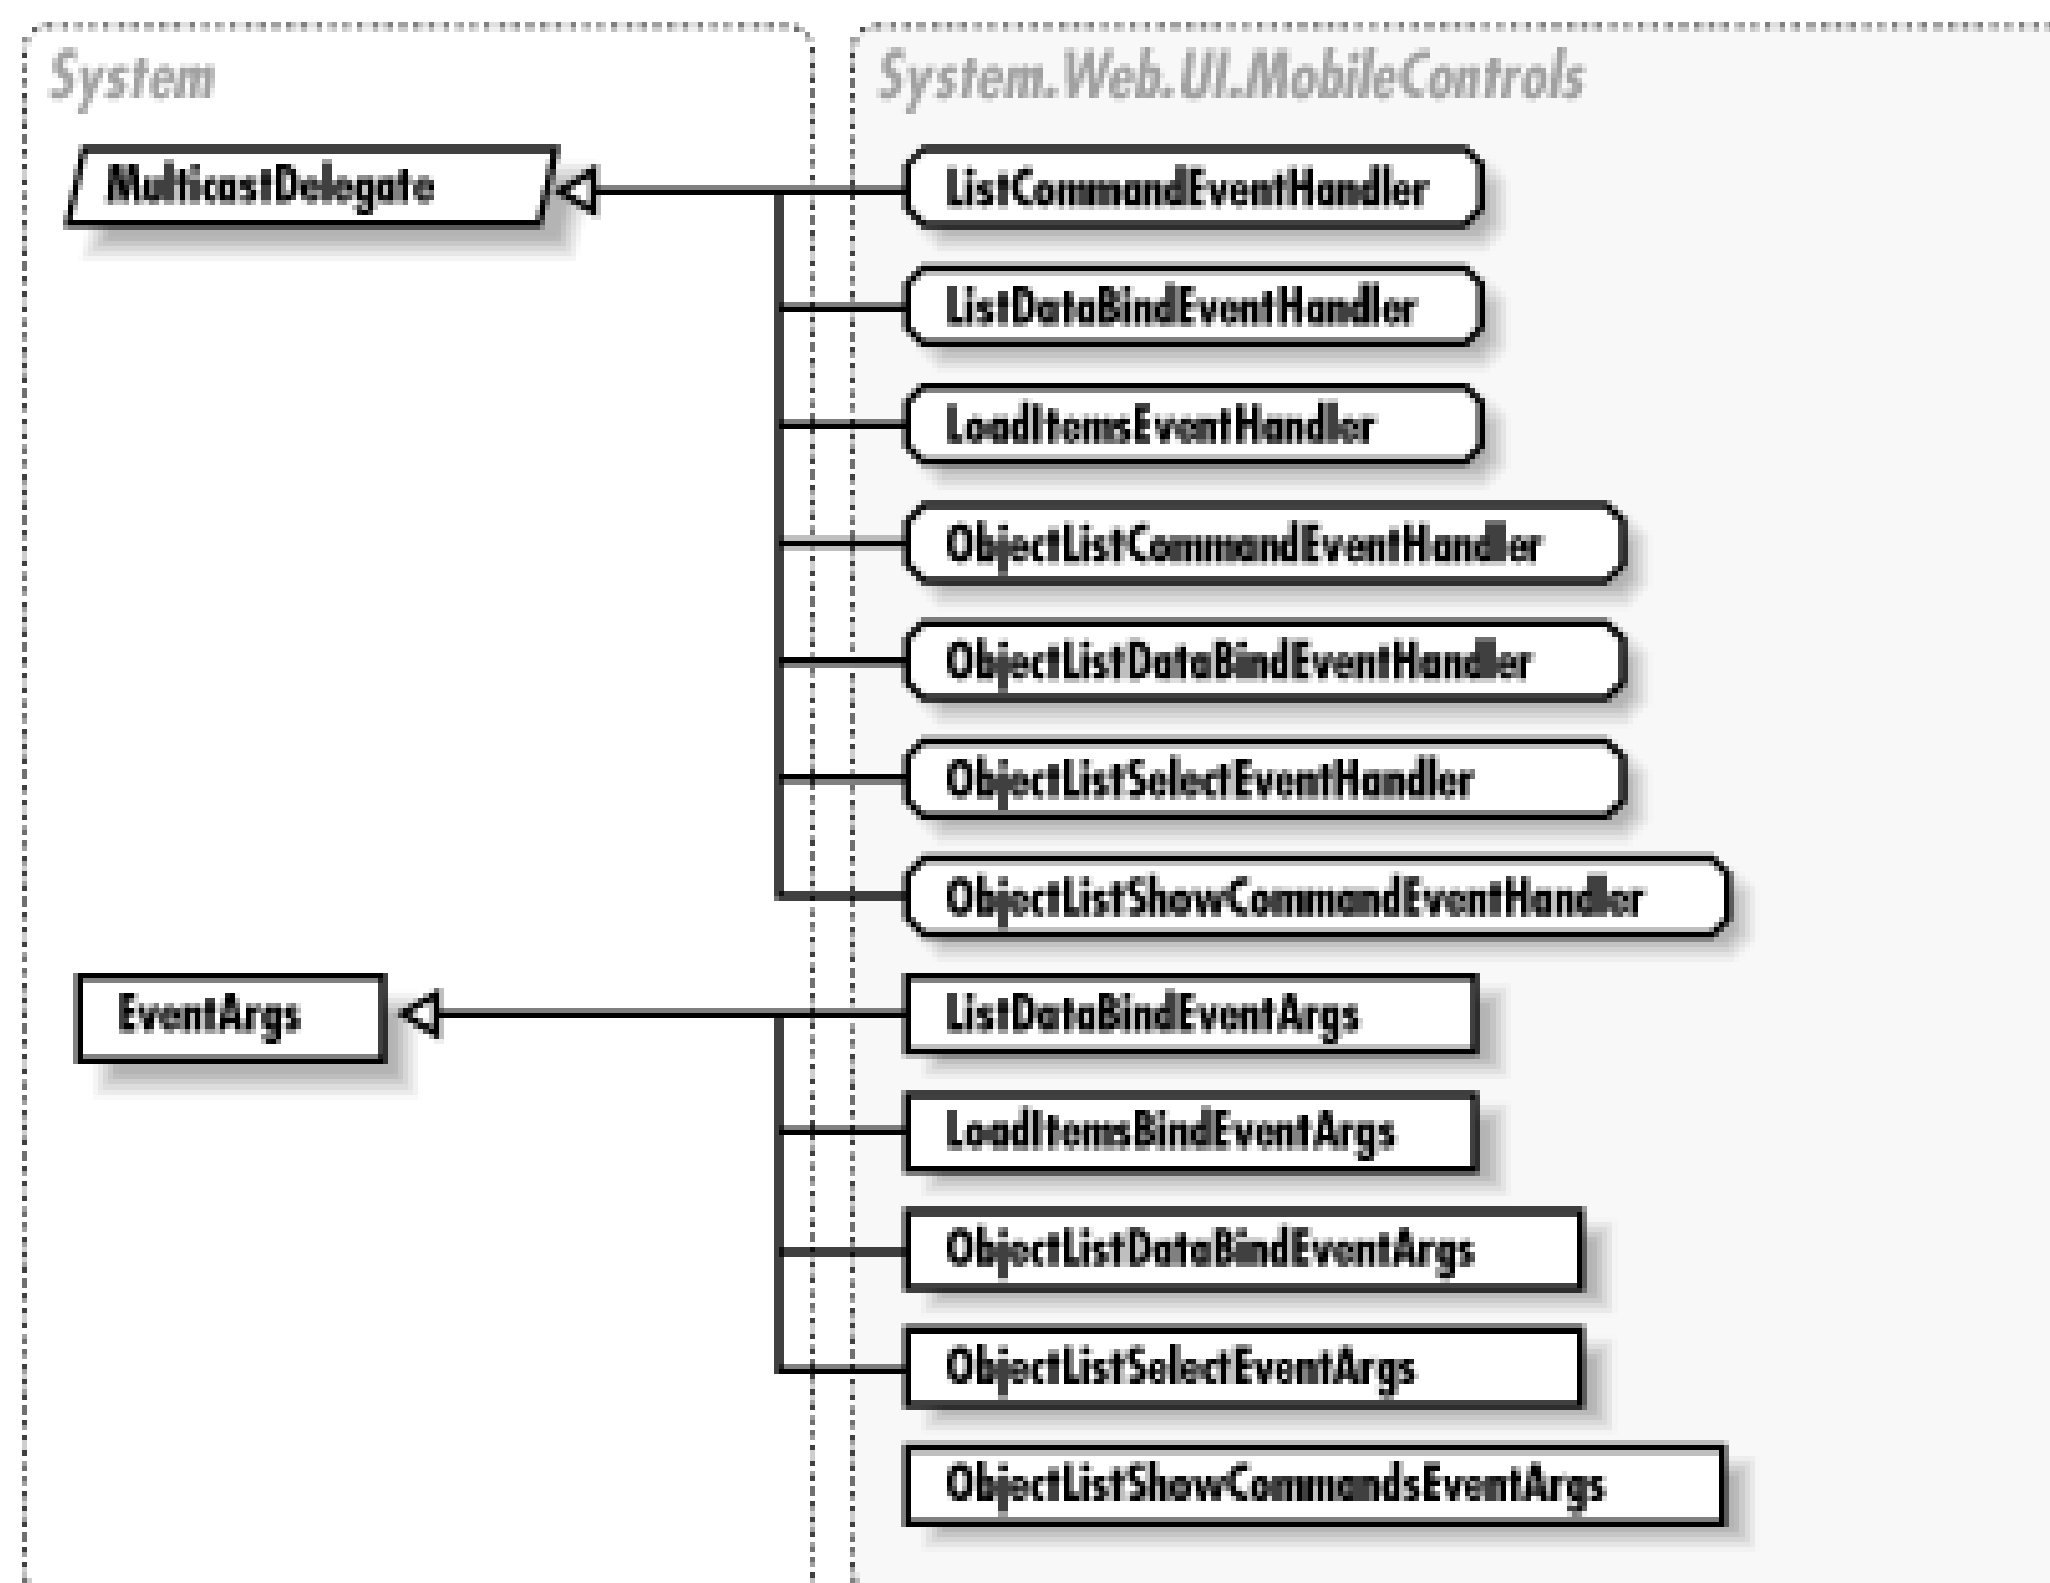 System
System.Web.UI.MobileControls
MulticastDelegate
ListCommandEventHandler
ListDataBindEventHandler
LoadItemsEventHandler
ObjectListCommandEventHandler
ObjectListDataBindEventHandler
ObjectListSelectEventHandler
ObjectListShowCommandEventHandler
EventArgs
ListDataBindEventArgs
LoadItemsBindEventArgs
ObjectListDataBindEventArgs
ObjectListSelectEventArgs
ObjectListShowCommandsEventArgs